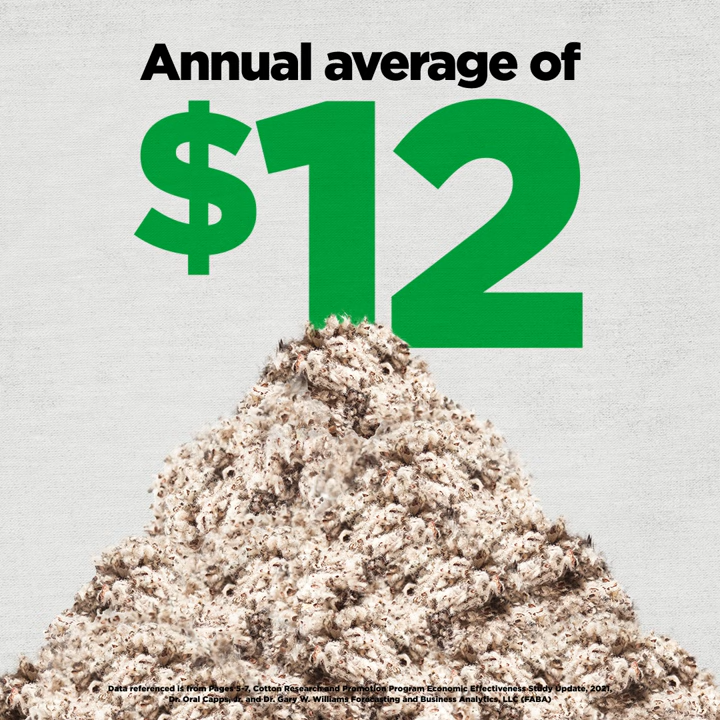 Annual average of
$12
Data referenced is from Pages 5-7, Cotton Research and Promotion Program Economic Effectiveness Study Update, 2021,
Dr. Oral Capps, Jr. and Dr. Gary W. Williams Forecasting and Business Analytics, LLC (FABA)